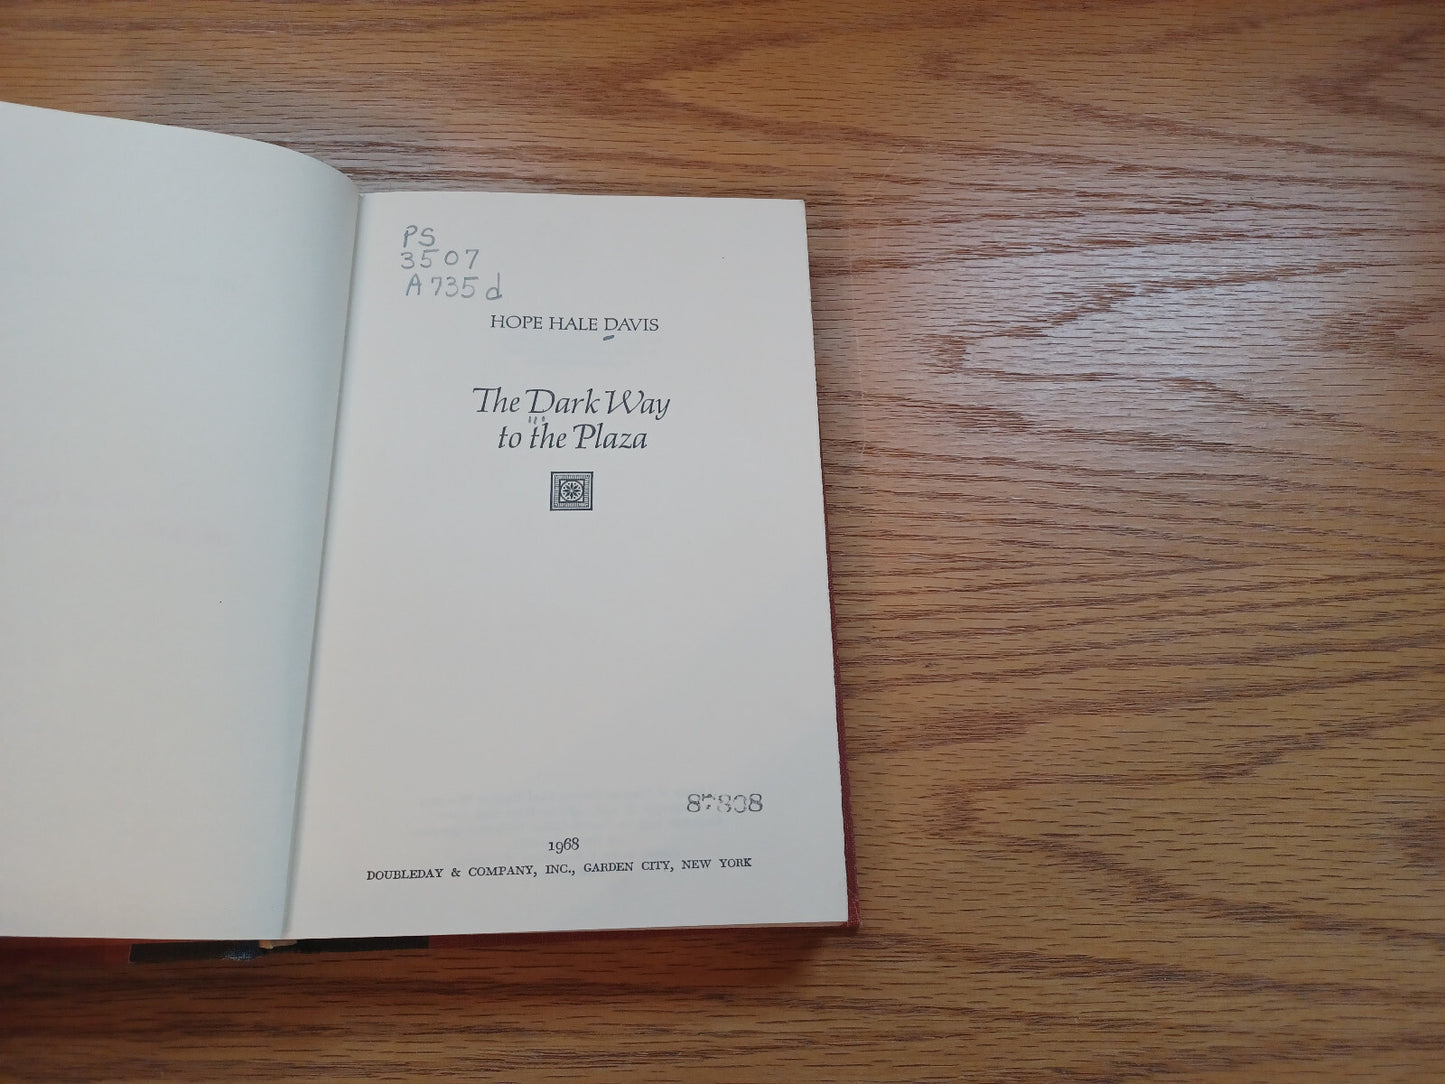 PS
3507
A735d
HOPE HALE DAVIS
The Dark Way
to the Plaza
87808
1968
DOUBLEDAY & COMPANY, INC., GARDEN CITY, NEW YORK